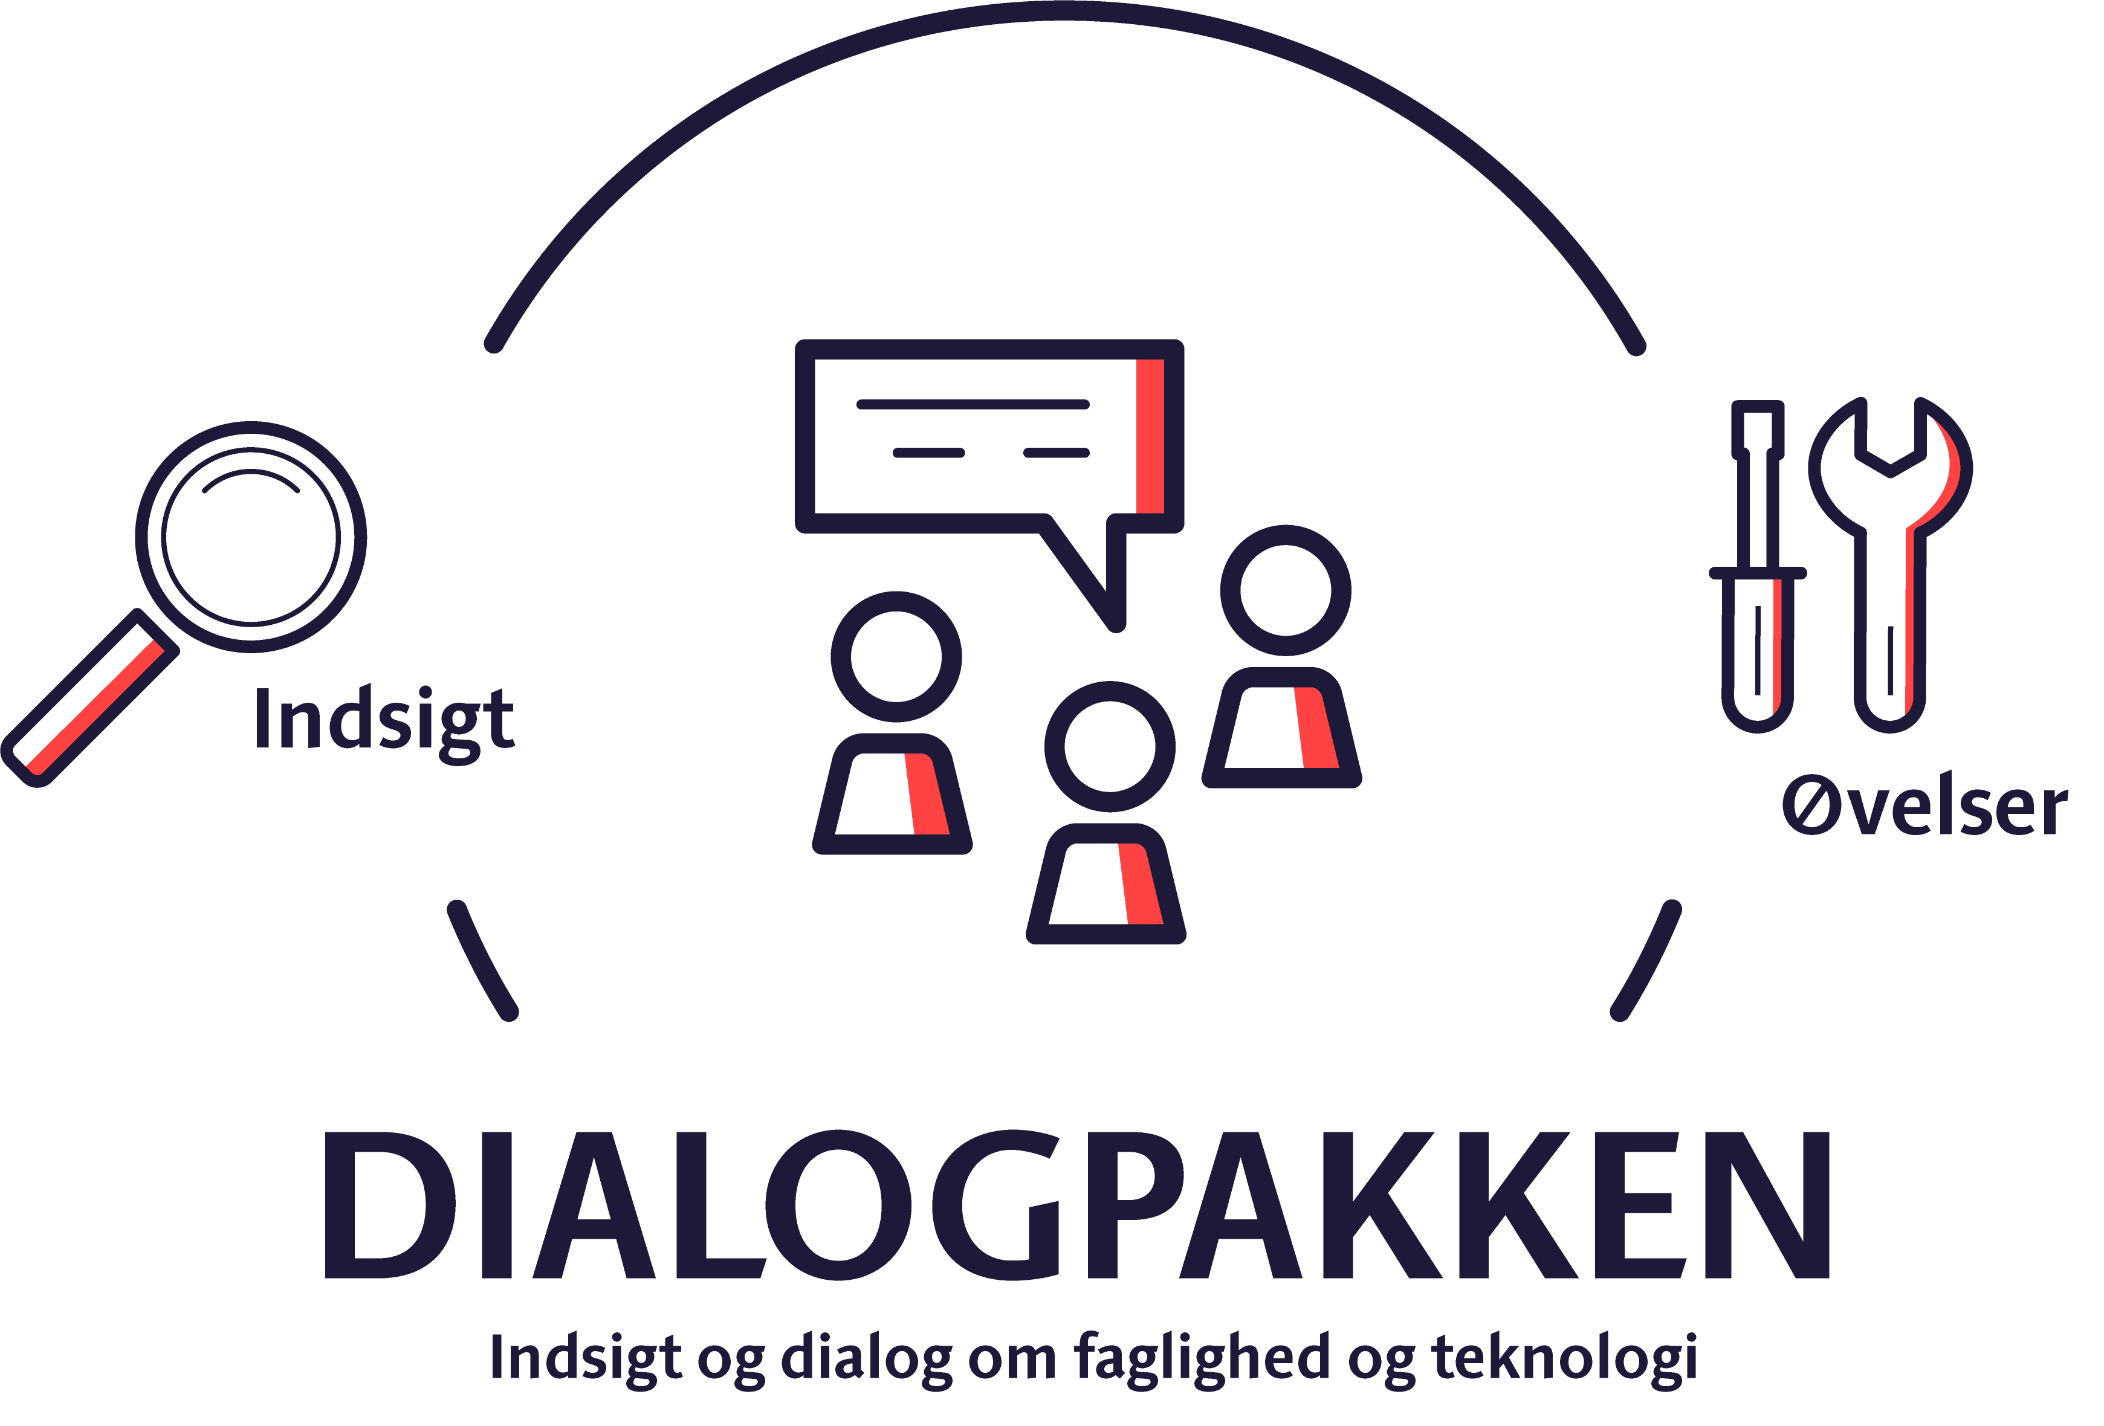 Indsigt
Øvelser
DIALOGPAKKEN
Indsigt og dialog om faglighed og teknologi